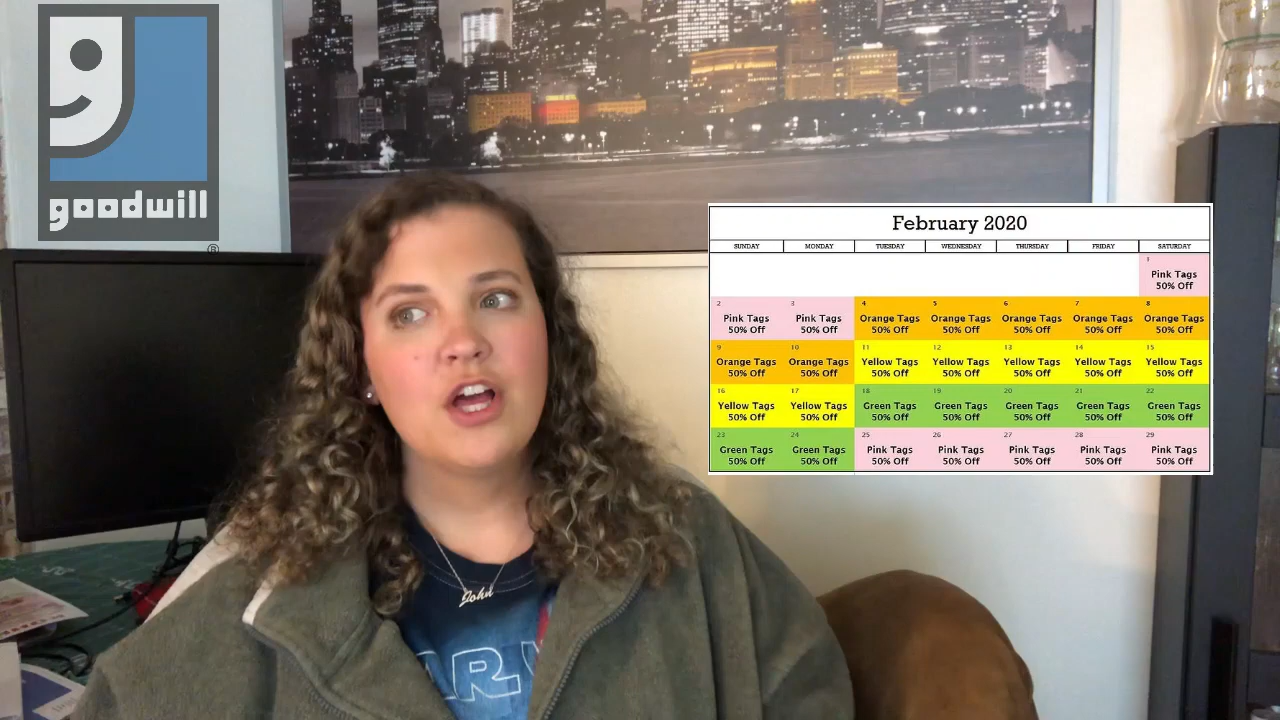 goodwill
®
February 2020
SUNDAY MONDAY TUESDAY WEDNESDAY THURSDAY FRIDAY SATURDAY
1
Pink Tags
50% Off
2 3 4 5 6 7 8
Pink Tags Pink Tags Orange Tags Orange Tags Orange Tags Orange Tags Orange Tags
50% Off 50% Off 50% Off 50% Off 50% Off 50% Off 50% Off
9 10 11 12 13 14 15
Orange Tags Orange Tags Yellow Tags Yellow Tags Yellow Tags Yellow Tags Yellow Tags
50% Off 50% Off 50% Off 50% Off 50% Off 50% Off 50% Off
16 17 18 19 20 21 22
Yellow Tags Yellow Tags Green Tags Green Tags Green Tags Green Tags Green Tags
50% Off 50% Off 50% Off 50% Off 50% Off 50% Off 50% Off
23 24 25 26 27 28 29
Green Tags Green Tags Pink Tags Pink Tags Pink Tags Pink Tags Pink Tags
50% Off 50% Off 50% Off 50% Off 50% Off 50% Off 50% Off
John